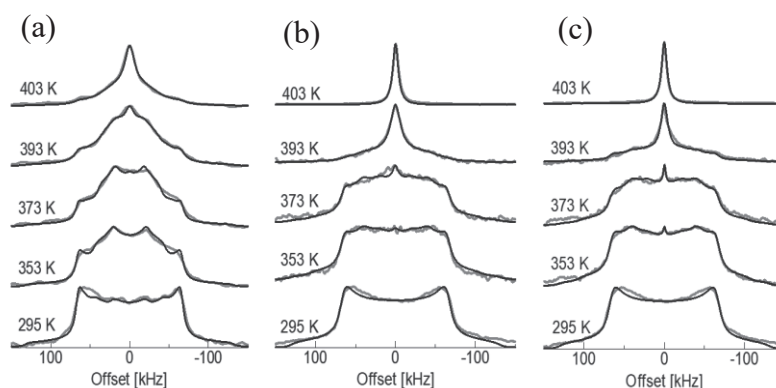 (a)
403 K
393 K
373 K
353 K
295 K
100 0 -100
Offset [kHz]
(b)
403 K
393 K
373 K
353 K
295 K
100 0 -100
Offset [kHz]
(c)
403 K
393 K
373 K
353 K
295 K
100 0 -100
Offset [kHz]